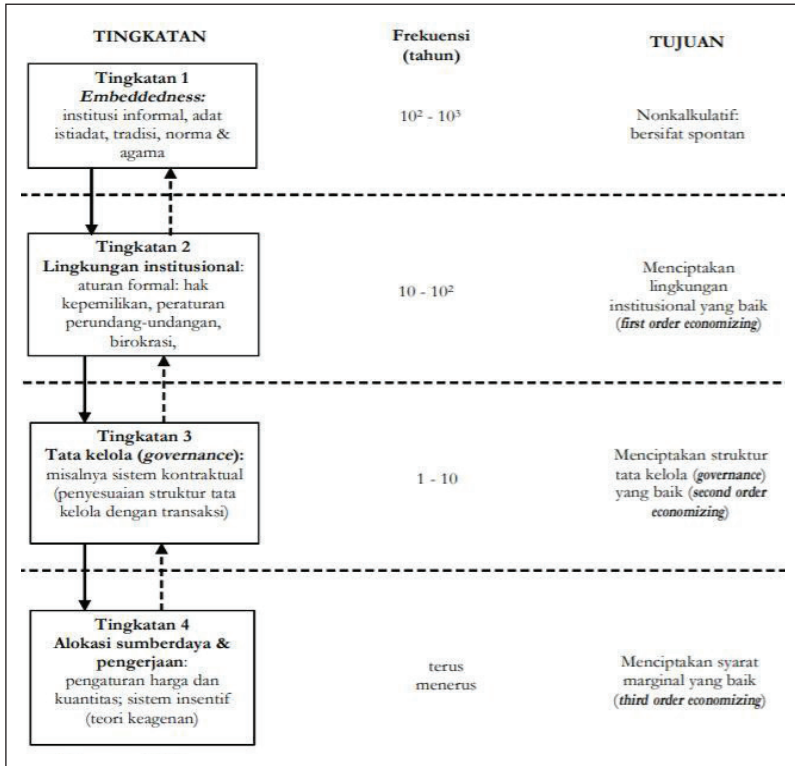 TINGKATAN
Frekuensi
(tahun)
TUJUAN
Tingkatan 1
Embeddedness:
institusi informal, adat
istiadat, tradisi, norma &
agama
10² - 10³
Nonkalkulatif:
bersifat spontan
Tingkatan 2
Lingkungan institusional:
aturan formal: hak
kepemilikan, peraturan
perundang-undangan,
birokrasi,
10 - 10²
Menciptakan
lingkungan
institusional yang baik
(first order economizing)
Tingkatan 3
Tata kelola (governance):
misalnya sistem kontraktual
(penyesuaian struktur tata
kelola dengan transaksi)
1 - 10
Menciptakan struktur
tata kelola (governance)
yang baik (second order
economizing)
Tingkatan 4
Alokasi sumberdaya &
pengerjaan:
pengaturan harga dan
kuantitas; sistem insentif
(teori keagenan)
terus
menerus
Menciptakan syarat
marginal yang baik
(third order economizing)